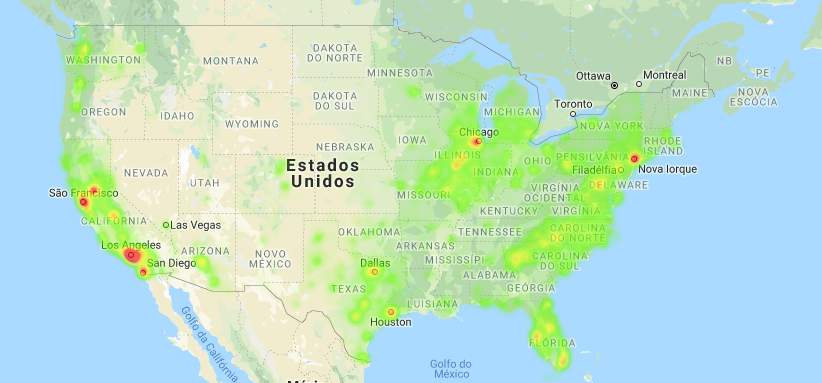 WASHINGTON
MONTANA
DAKOTA
DO NORTE
MINNESOTA
Ottawa
Montreal
NB
PE
MAINE
NOVA
ESCÓCIA
OREGON
IDAHO
DAKOTA
DO SUL
WISCONSIN
MICHIGAN
Toronto
WYOMING
NOVA YORK
IOWA
Chicago
NEBRASKA
RHODE
ISLAND
Estados
Unidos
ILLINOIS
INDIANA
OHIO
PENSILVÂNIA
Nova Iorque
Filadélfia
NEVADA
UTAH
São Francisco
MISSOURI
DELAWARE
VIRGÍNIA
OCIDENTAL
VIRGÍNIA
KENTUCKY
CALIFÓRNIA
Las Vegas
OKLAHOMA
TENNESSEE
CAROLINA
DO NORTE
Los Angeles
ARIZONA
NOVO
MÉXICO
ARKANSAS
San Diego
Dallas
MISSISSÍPI
CAROLINA
DO SUL
ALABAMA
TEXAS
GEÓRGIA
LOUISIANA
Houston
Golfo da Califórnia
FLÓRIDA
Golfo do
México